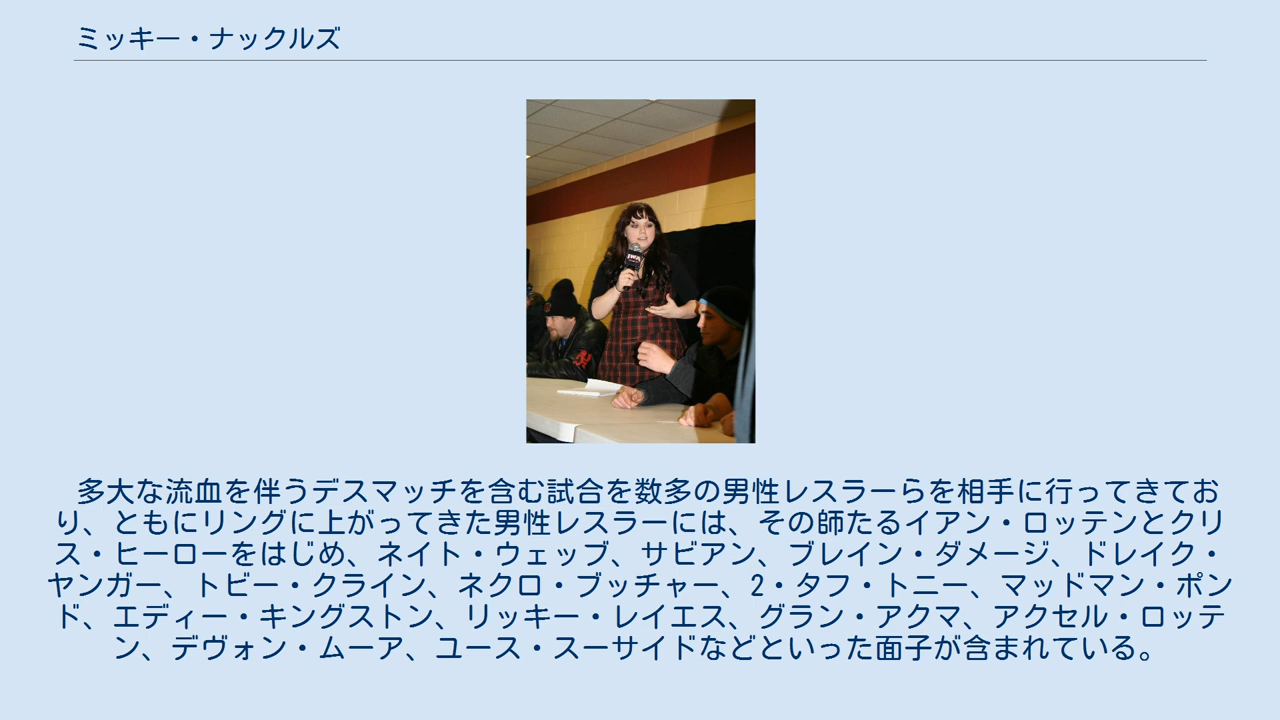 ミッキー・ナックルズ
IWA
多大な流血を伴うデスマッチを含む試合を数多の男性レスラーらを相手に行ってきてお
り、ともにリングに上がってきた男性レスラーには、その師たるイアン・ロッテンとクリ
ス・ヒーローをはじめ、ネイト・ウェッブ、サビアン、ブレイン・ダメージ、ドレイク・
ヤンガー、トビー・クライン、ネクロ・ブッチャー、2・タフ・トニー、マッドマン・ポン
ド、エディー・キングストン、リッキー・レイエス、グラン・アクマ、アクセル・ロッテ
ン、デヴォン・ムーア、ユース・スーサイドなどといった面子が含まれている。